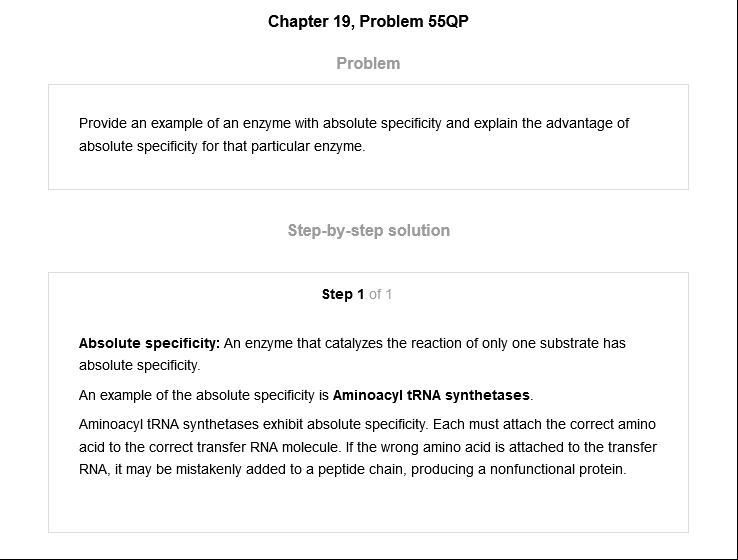 Chapter 19, Problem 55QP
Problem
Provide an example of an enzyme with absolute specificity and explain the advantage of
absolute specificity for that particular enzyme.
Step-by-step solution
Step 1 of 1
Absolute specificity: An enzyme that catalyzes the reaction of only one substrate has
absolute specificity.
An example of the absolute specificity is Aminoacyl tRNA synthetases.
Aminoacyl tRNA synthetases exhibit absolute specificity. Each must attach the correct amino
acid to the correct transfer RNA molecule. If the wrong amino acid is attached to the transfer
RNA, it may be mistakenly added to a peptide chain, producing a nonfunctional protein.